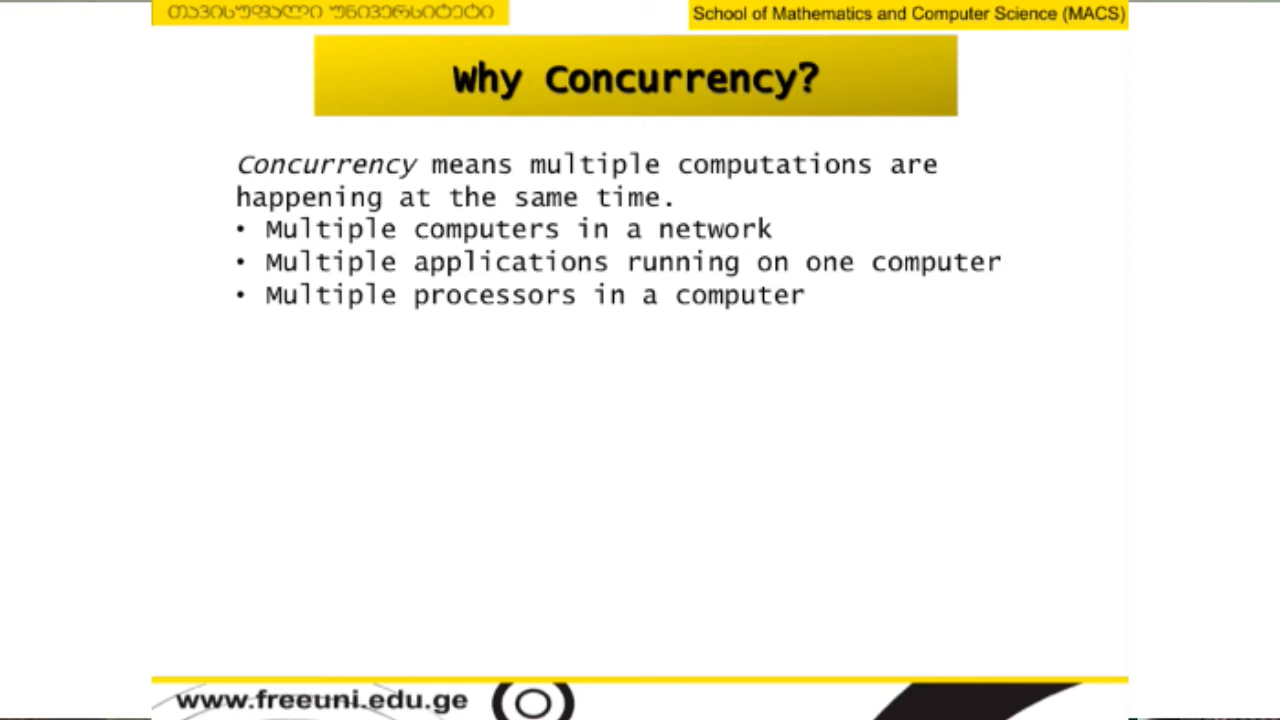 თავისუფალი უნივერსიტეტი
School of Mathematics and Computer Science (MACS)
Why Concurrency?
Concurrency means multiple computations are
happening at the same time.
• Multiple computers in a network
• Multiple applications running on one computer
• Multiple processors in a computer
www.freeuni.edu.ge